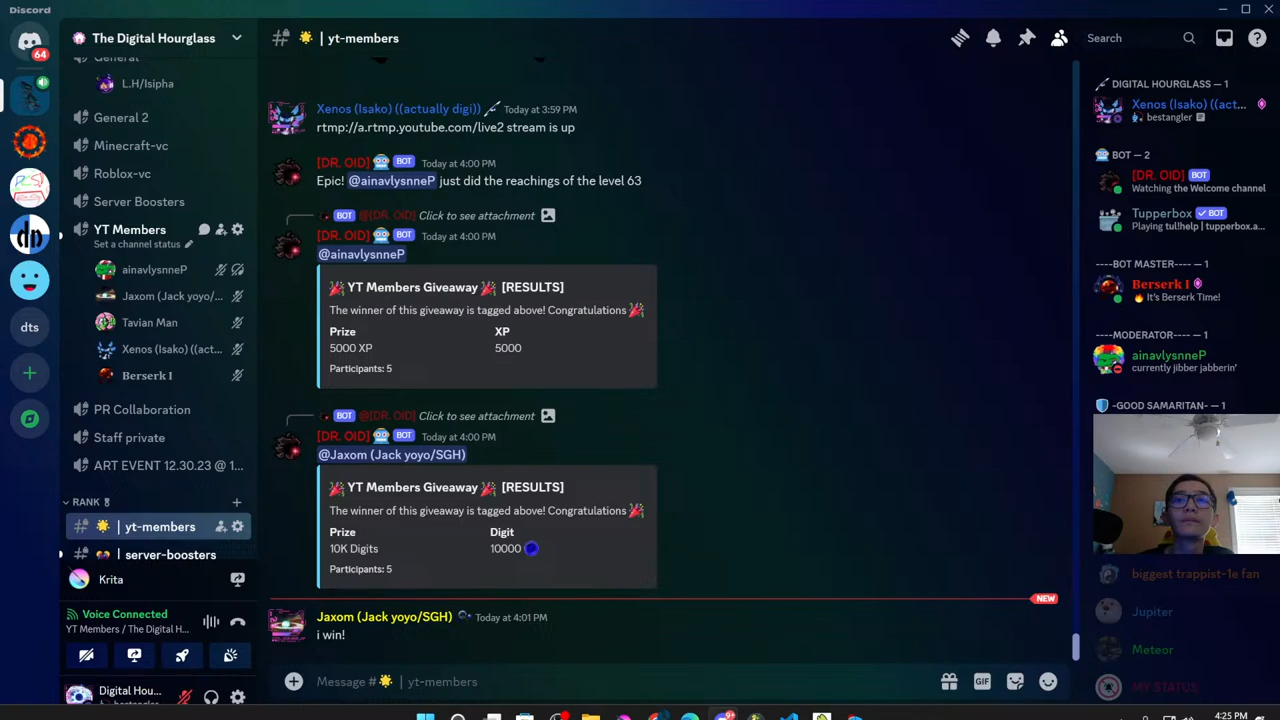 Discord
The Digital Hourglass
| yt-members
Search
64
General
L.H/Isipha
General 2
Minecraft-vc
Roblox-vc
Server Boosters
YT Members
Set a channel status
ainavlysnneP
Jaxom (Jack yoyo/...
Tavian Man
Xenos (Isako) ((act...
Berserk I
PR Collaboration
Staff private
ART EVENT 12.30.23 @ 1...
RANK
| yt-members
| server-boosters
Krita
Voice Connected
YT Members / The Digital H...
Digital Hou...
bestangler
dts
Xenos (Isako) ((actually digi)) Today at 3:59 PM
rtmp://a.rtmp.youtube.com/live2 stream is up
[DR. OID] BOT Today at 4:00 PM
Epic! @ainavlysnneP just did the reachings of the level 63
BOT @[DR. OID] Click to see attachment
[DR. OID] BOT Today at 4:00 PM
@ainavlysnneP
YT Members Giveaway [RESULTS]
The winner of this giveaway is tagged above! Congratulations
Prize XP
5000 XP 5000
Participants: 5
BOT @[DR. OID] Click to see attachment
[DR. OID] BOT Today at 4:00 PM
@Jaxom (Jack yoyo/SGH)
YT Members Giveaway [RESULTS]
The winner of this giveaway is tagged above! Congratulations
Prize Digit
10K Digits 10000
Participants: 5
NEW
Jaxom (Jack yoyo/SGH) Today at 4:01 PM
i win!
Message # | yt-members
GIF
DIGITAL HOURGLASS — 1
Xenos (Isako) ((act...
bestangler
BOT — 2
[DR. OID] BOT
Watching the Welcome channel
Tupperbox BOT
Playing tul!help | tupperbox.a...
----BOT MASTER— 1
Berserk I
It's Berserk Time!
----MODERATOR— 1
ainavlysnneP
currently jibber jabberin'
-GOOD SAMARITAN- — 1
biggest trappist-1e fan
Jupiter
Meteor
MY STATUS
4:25 PM